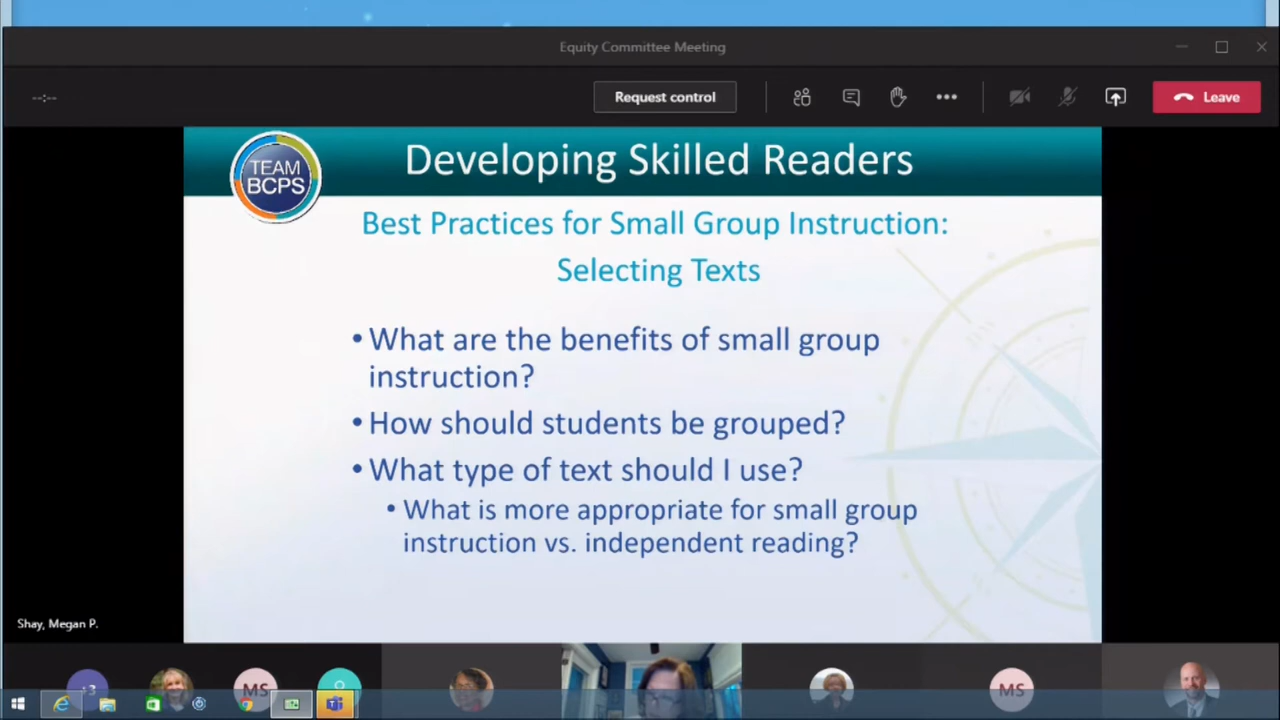 Equity Committee Meeting
--:--
Request control
Leave
TEAM
BCPS
Developing Skilled Readers
Best Practices for Small Group Instruction:
Selecting Texts
• What are the benefits of small group
instruction?
• How should students be grouped?
• What type of text should I use?
• What is more appropriate for small group
instruction vs. independent reading?
Shay, Megan P.
+3
MS
MS